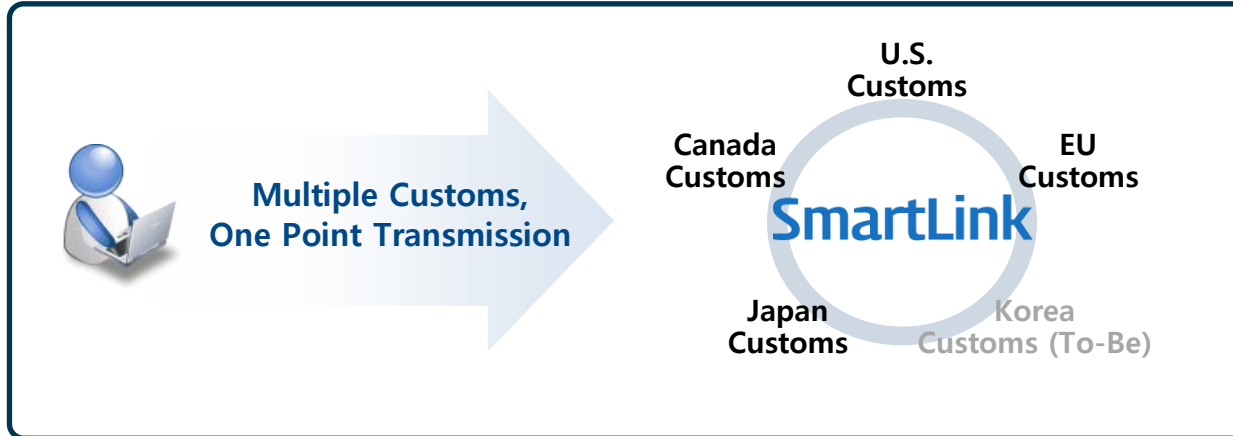 Multiple Customs,
One Point Transmission
U.S.
Customs
Canada
Customs
EU
Customs
SmartLink
Japan
Customs
Korea
Customs (To-Be)